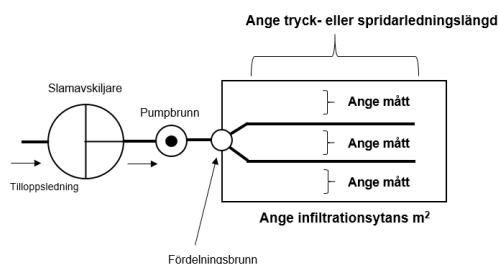 Ange tryck- eller spridarledningslängd
Slamavskiljare
Pumpbrunn
Ange mått
Ange mått
Ange mått
Tilloppsledning
Ange infiltrationsytans m²
Fördelningsbrunn